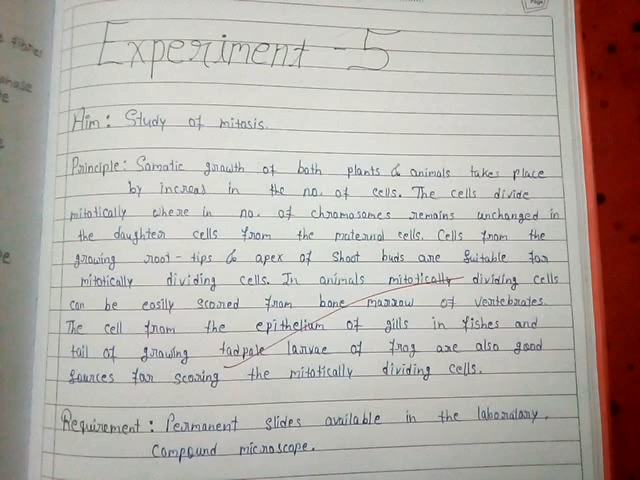 Page
Experiment - 5
Aim: Study of mitosis.
Principle: Somatic growth of both plants & animals takes place
by increas in the no. of cells. The cells divide
mitotically where in no. of chromosomes remains unchanged in
the daughter cells from the maternal cells. Cells from the
growing root-tips & apex of shoot buds are suitable for
mitotically dividing cells. In animals mitotically dividing cells
can be easily scored from bone marrow of vertebrates.
The cell from the epithelium of gills in fishes and
tail of growing tadpole larvae of frog are also good
sources for scoring the mitotically dividing cells.
Requirement: Permanent slides available in the laboratary,
Compound microscope.